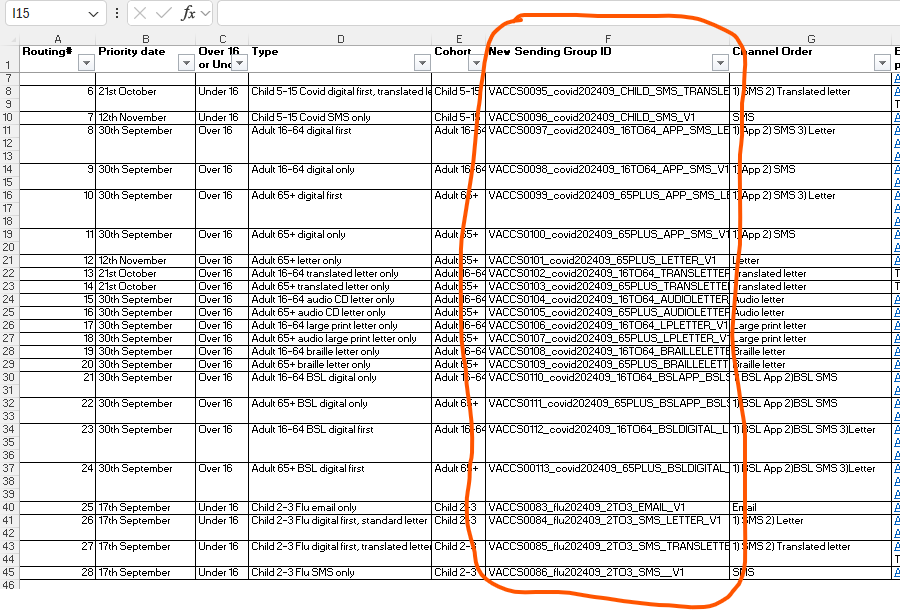 I15
fx
A B C D E F G
1 Routing# Priority date Over 16 or Und Type Cohort New Sending Group ID Channel Order E
7
8 6 21st October Under 16 Child 5-15 Covid digital first, translated le Child 5-15 VACCS0095_covid202409_CHILD_SMS_TRANSLE 1) SMS 2) Translated letter
9
10 7 12th November Under 16 Child 5-15 Covid SMS only Child 5-15 VACCS0096_covid202409_CHILD_SMS_V1 SMS
11 8 30th September Over 16 Adult 16-64 digital first Adult 16-64 VACCS0097_covid202409_16TO64_APP_SMS_LE 1) App 2) SMS 3) Letter
12
13
14 9 30th September Over 16 Adult 16-64 digital only Adult 16-64 VACCS0098_covid202409_16TO64_APP_SMS_V1 1) App 2) SMS
15
16 10 30th September Over 16 Adult 65+ digital first Adult 65+ VACCS0099_covid202409_65PLUS_APP_SMS_LE 1) App 2) SMS 3) Letter
17
18
19 11 30th September Over 16 Adult 65+ digital only Adult 65+ VACCS0100_covid202409_65PLUS_APP_SMS_V1 1) App 2) SMS
20
21 12 12th November Over 16 Adult 65+ letter only Adult 65+ VACCS0101_covid202409_65PLUS_LETTER_V1 Letter
22 13 21st October Over 16 Adult 16-64 translated letter only Adult 16-64 VACCS0102_covid202409_16TO64_TRANSLETTER Translated letter
23 14 21st October Over 16 Adult 65+ translated letter only Adult 65+ VACCS0103_covid202409_65PLUS_TRANSLETTER Translated letter
24 15 30th September Over 16 Adult 16-64 audio CD letter only Adult 16-64 VACCS0104_covid202409_16TO64_AUDIOLETTER Audio letter
25 16 30th September Over 16 Adult 65+ audio CD letter only Adult 65+ VACCS0105_covid202409_65PLUS_AUDIOLETTER Audio letter
26 17 30th September Over 16 Adult 16-64 large print letter only Adult 16-64 VACCS0106_covid202409_16TO64_LPLETTER_V1 Large print letter
27 18 30th September Over 16 Adult 65+ audio large print letter only Adult 65+ VACCS0107_covid202409_65PLUS_LPLETTER_V1 Large print letter
28 19 30th September Over 16 Adult 16-64 braille letter only Adult 16-64 VACCS0108_covid202409_16TO64_BRAILLELETTE Braille letter
29 20 30th September Over 16 Adult 65+ braille letter only Adult 65+ VACCS0109_covid202409_65PLUS_BRAILLELETT Braille letter
30 21 30th September Over 16 Adult 16-64 BSL digital only Adult 16-64 VACCS0110_covid202409_16TO64_BSLAPP_BSLS 1) BSL App 2)BSL SMS
31
32 22 30th September Over 16 Adult 65+ BSL digital only Adult 65+ VACCS0111_covid202409_65PLUS_BSLAPP_BSLS 1) BSL App 2)BSL SMS
33
34 23 30th September Over 16 Adult 16-64 BSL digital first Adult 16-64 VACCS0112_covid202409_16TO64_BSLDIGITAL_L 1) BSL App 2)BSL SMS 3)Letter
35
36
37 24 30th September Over 16 Adult 65+ BSL digital first Adult 65+ VACCS00113_covid202409_65PLUS_BSLDIGITAL_ 1) BSL App 2)BSL SMS 3)Letter
38
39
40 25 17th September Under 16 Child 2-3 Flu email only Child 2-3 VACCS0083_flu202409_2TO3_EMAIL_V1 Email
41 26 17th September Under 16 Child 2-3 Flu digital first, standard letter Child 2-3 VACCS0084_flu202409_2TO3_SMS_LETTER_V1 1) SMS 2) Letter
42
43 27 17th September Under 16 Child 2-3 Flu digital first, translated letter Child 2-3 VACCS0085_flu202409_2TO3_SMS_TRANSLETTE 1) SMS 2) Translated letter
44
45 28 17th September Under 16 Child 2-3 Flu SMS only Child 2-3 VACCS0086_flu202409_2TO3_SMS__V1 SMS
46